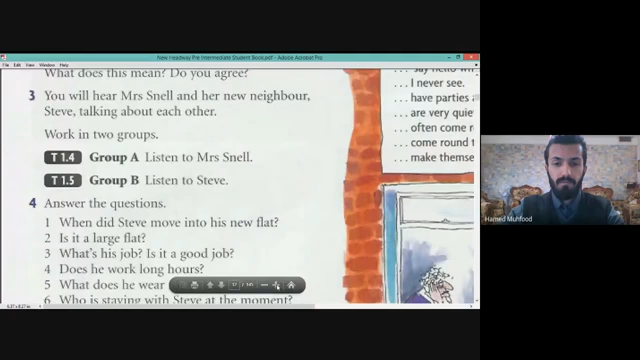 New Headway Pre Intermediate Student Book.pdf - Adobe Acrobat Pro
File Edit View Window Help
What does this mean? Do you agree?
3 You will hear Mrs Snell and her new neighbour,
Steve, talking about each other.
Work in two groups.
T 1.4 Group A Listen to Mrs Snell.
T 1.5 Group B Listen to Steve.
4 Answer the questions.
1 When did Steve move into his new flat?
2 Is it a large flat?
3 What's his job? Is it a good job?
4 Does he work long hours?
5 What does he wear
6 Who is staying with Steve at the moment?
... say hello
... I never see.
... have parties
... are very quie
... often come r
... come round t
... make themse
Hamed Muhfood